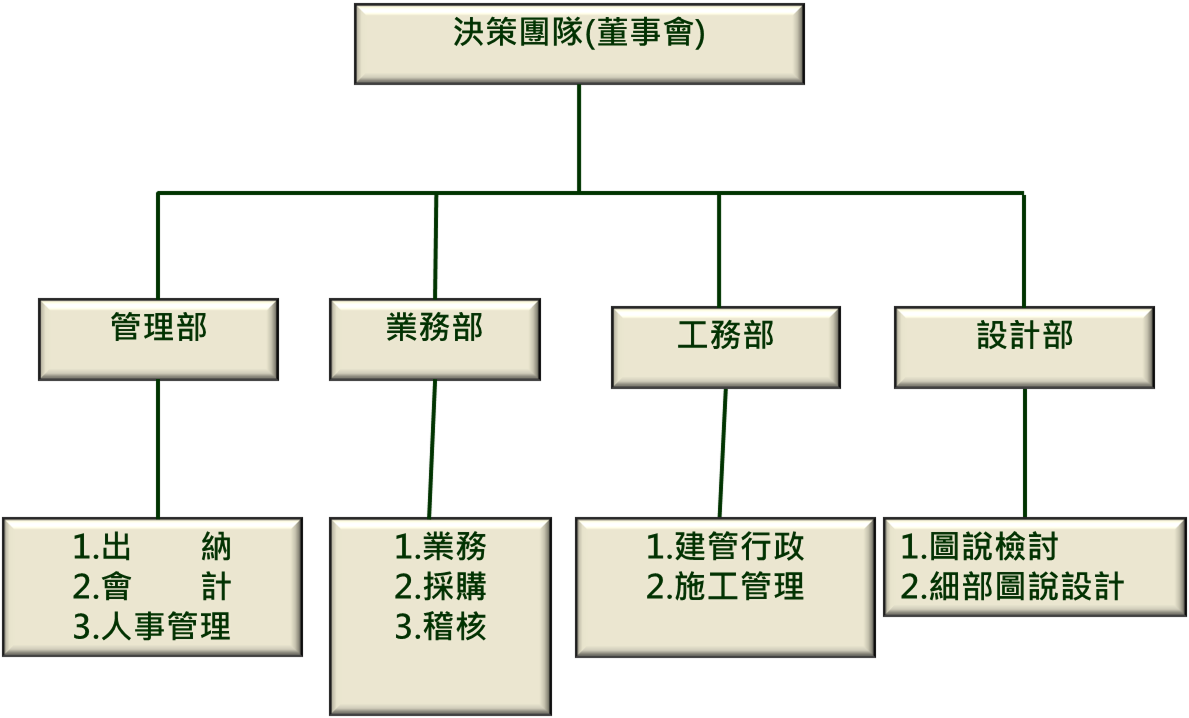 決策團隊(董事會)
管理部
業務部
工務部
設計部
1.出 納
2.會 計
3.人事管理
1.業務
2.採購
3.稽核
1.建管行政
2.施工管理
1.圖說檢討
2.細部圖說設計